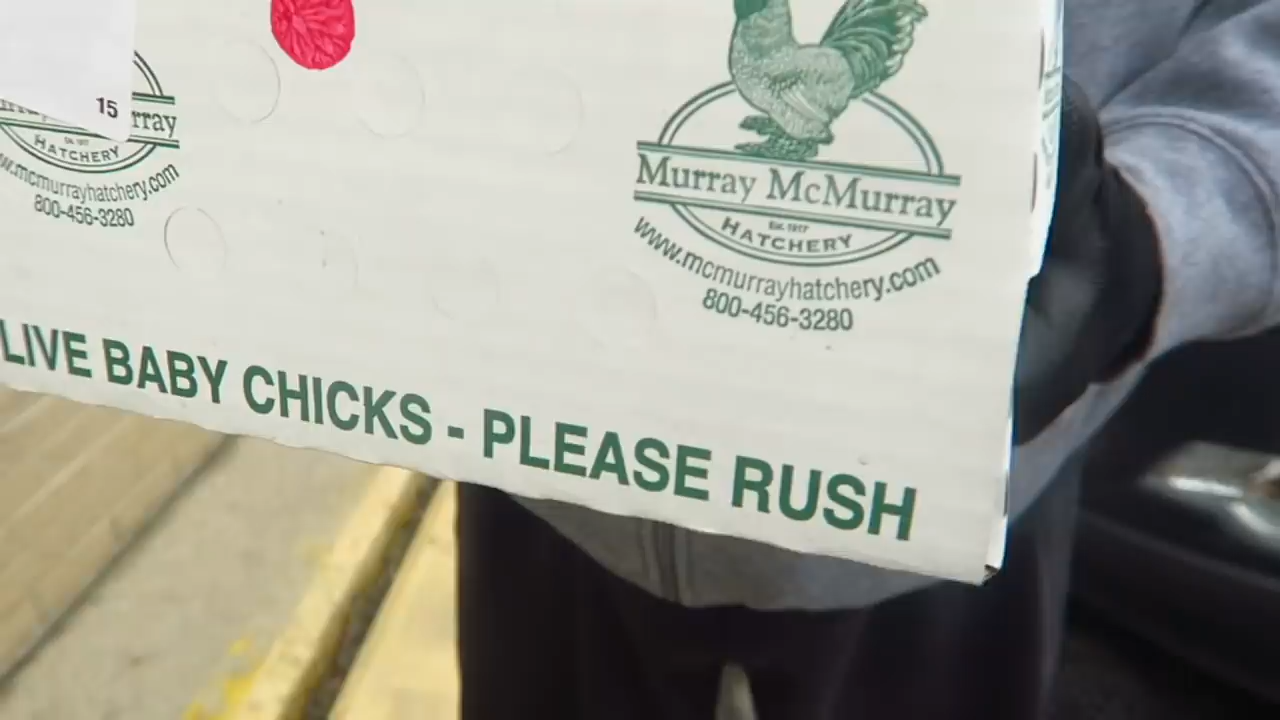 15
rray
HATCHERY
w.mcmurrayhatchery.com
800-456-3280
Murray McMurray
Est. 1917
HATCHERY
www.mcmurrayhatchery.com
800-456-3280
LIVE BABY CHICKS - PLEASE RUSH